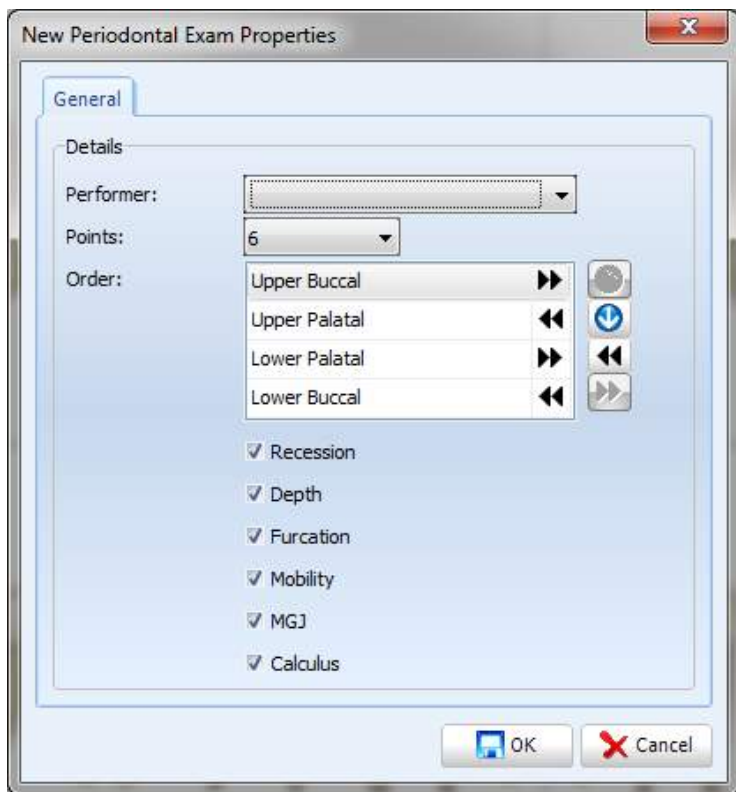 New Periodontal Exam Properties
General
Details
Performer:
Points: 6
Order: Upper Buccal
Upper Palatal
Lower Palatal
Lower Buccal
Recession
Depth
Furcation
Mobility
MGJ
Calculus
OK Cancel